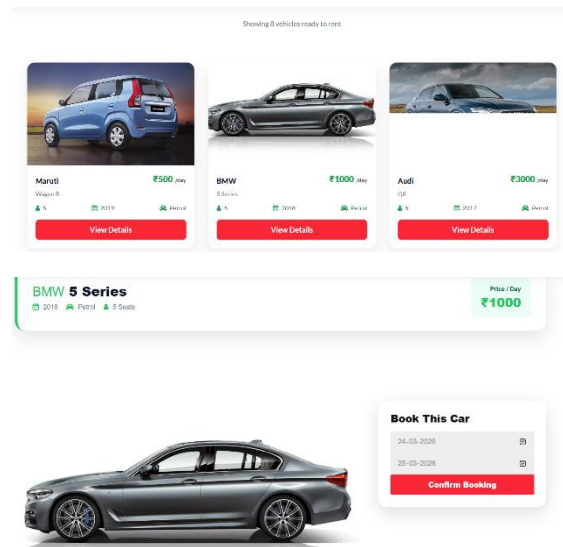 Showing 8 vehicles ready to rent
Maruti ₹500 /day
Wagon R
5 2019 Petrol
View Details
BMW ₹1000 /day
5 Series
5 2018 Petrol
View Details
Audi ₹3000 /day
Q8
5 2017 Petrol
View Details
BMW 5 Series
2018 Petrol 5 Seats
Price / Day
₹1000
Book This Car
24-03-2026
25-03-2026
Confirm Booking